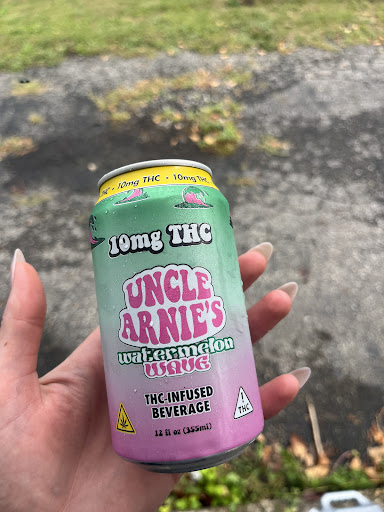 THC • 10mg THC • 10mg THC
10mg THC
UNCLE
ARNIE'S
watermelon
WAVE
THC-INFUSED
BEVERAGE
!
THC
12 fl oz (355ml)